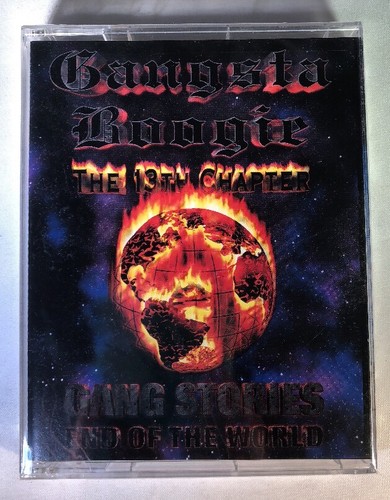 Gangsta
Boogie
THE 13TH CHAPTER
GANG STORIES
END OF THE WORLD